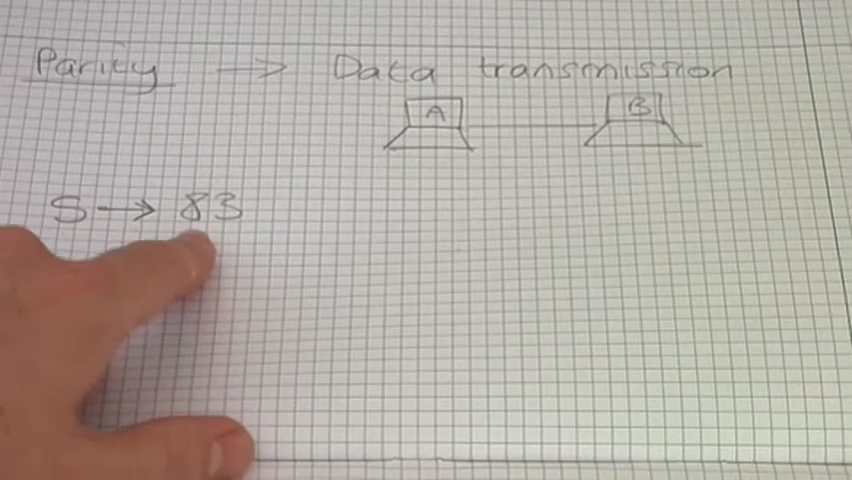 Parity → Data transmission
A B
S → 83